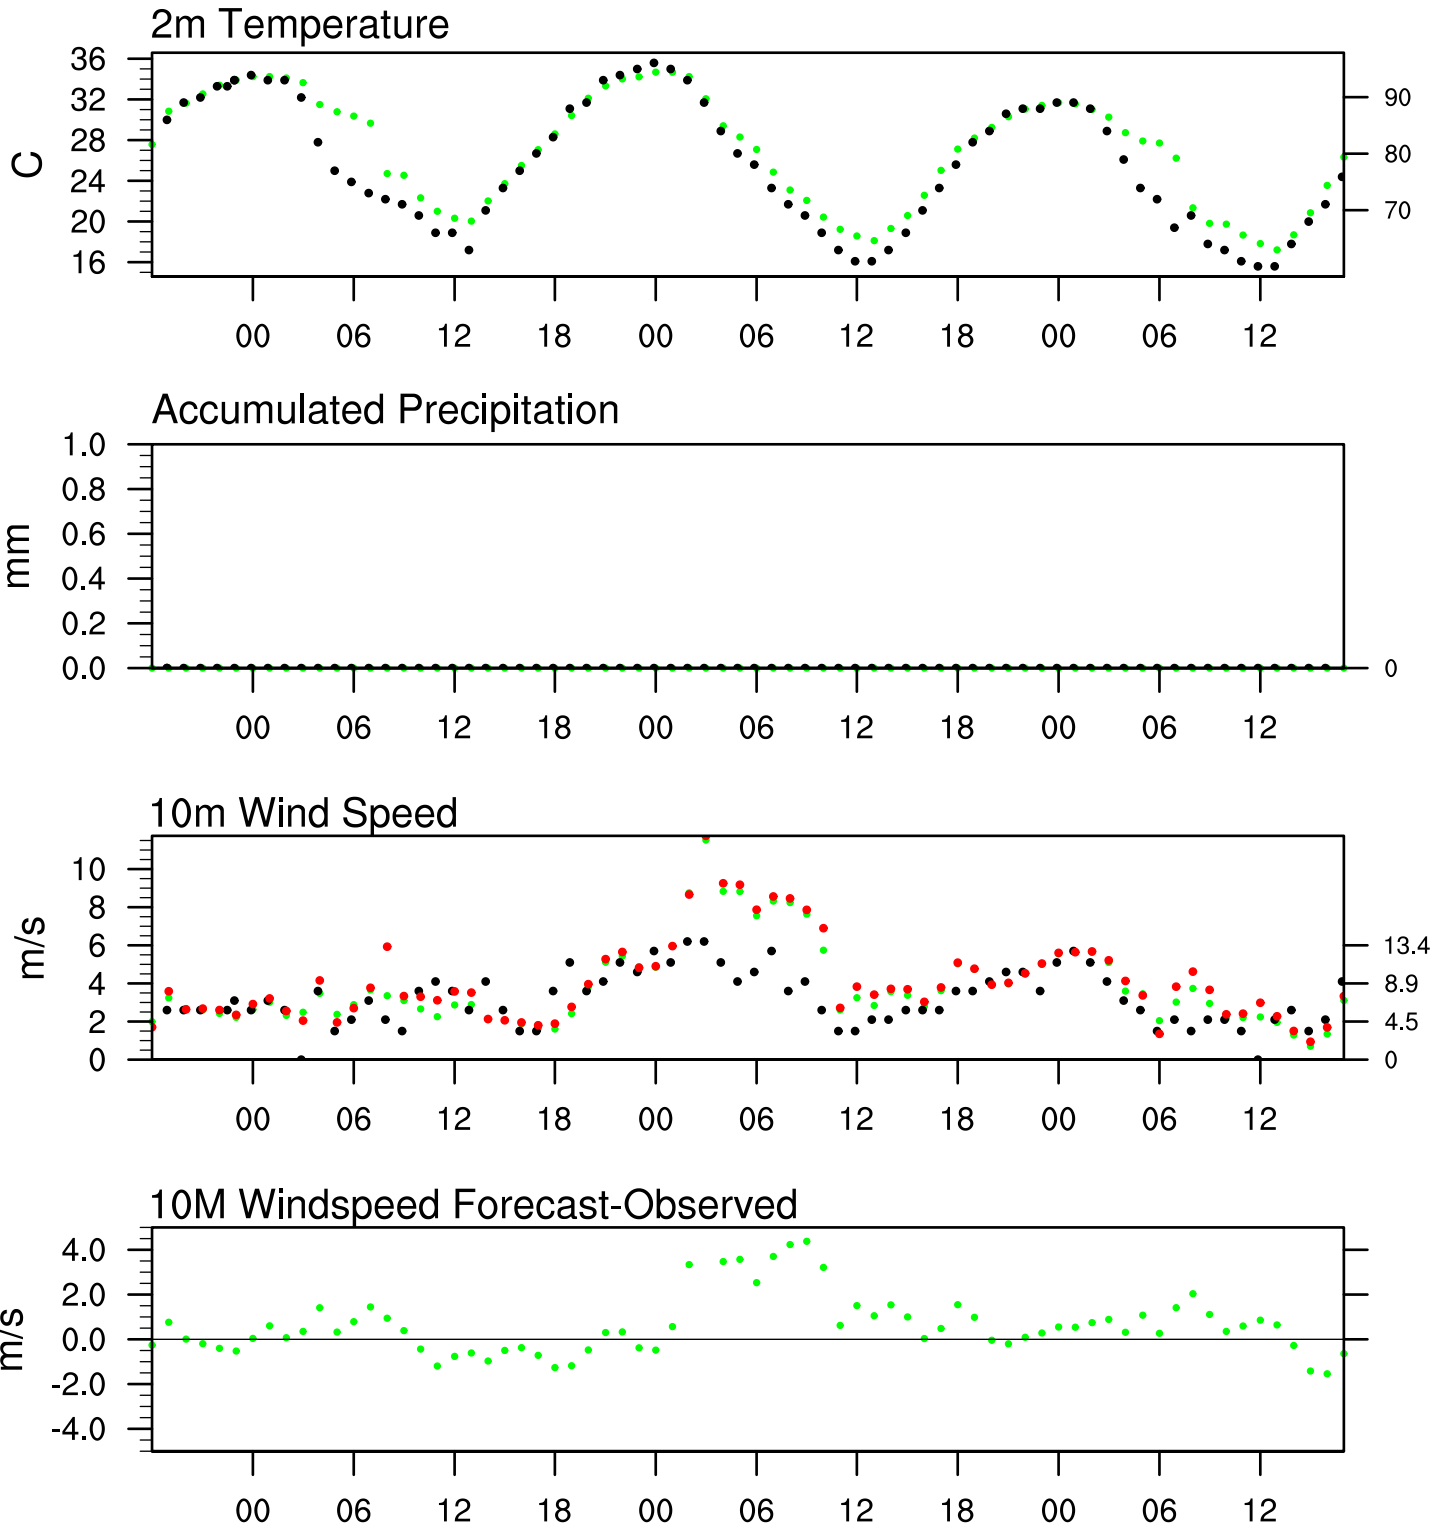 2m Temperature
36
32
28
24
20
16
C
90
80
70
00 06 12 18 00 06 12 18 00 06 12
Accumulated Precipitation
1.0
0.8
0.6
0.4
0.2
0.0
mm
0
00 06 12 18 00 06 12 18 00 06 12
10m Wind Speed
10
8
6
4
2
0
m/s
13.4
8.9
4.5
0
00 06 12 18 00 06 12 18 00 06 12
10M Windspeed Forecast-Observed
4.0
2.0
0.0
-2.0
-4.0
m/s
00 06 12 18 00 06 12 18 00 06 12